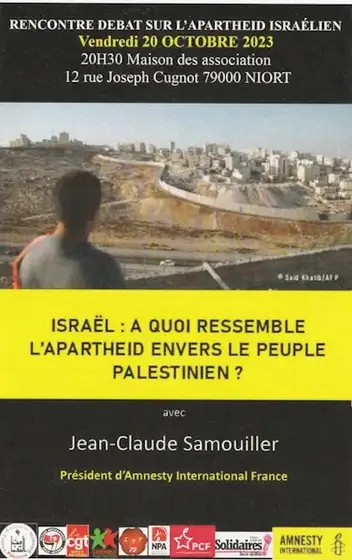 RENCONTRE DEBAT SUR L'APARTHEID ISRAÉLIEN
Vendredi 20 OCTOBRE 2023
20H30 Maison des association
12 rue Joseph Cugnot 79000 NIORT
© Said Khatib/AFP
ISRAËL : A QUOI RESSEMBLE
L'APARTHEID ENVERS LE PEUPLE
PALESTINIEN ?
avec
Jean-Claude Samouiller
Président d'Amnesty International France
cgt
NPA
PCF
Solidaires
AMNESTY
INTERNATIONAL